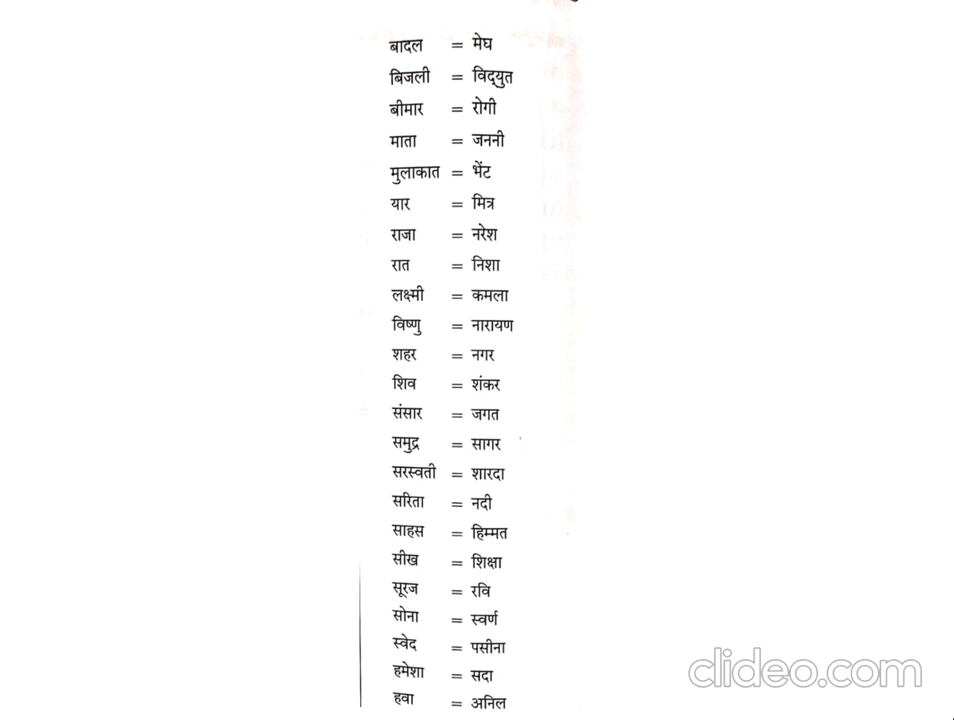 बादल = मेघ
बिजली = विद्युत
बीमार = रोगी
माता = जननी
मुलाकात = भेंट
यार = मित्र
राजा = नरेश
रात = निशा
लक्ष्मी = कमला
विष्णु = नारायण
शहर = नगर
शिव = शंकर
संसार = जगत
समुद्र = सागर
सरस्वती = शारदा
सरिता = नदी
साहस = हिम्मत
सीख = शिक्षा
सूरज = रवि
सोना = स्वर्ण
स्वेद = पसीना
हमेशा = सदा
हवा = अनिल
clideo.com